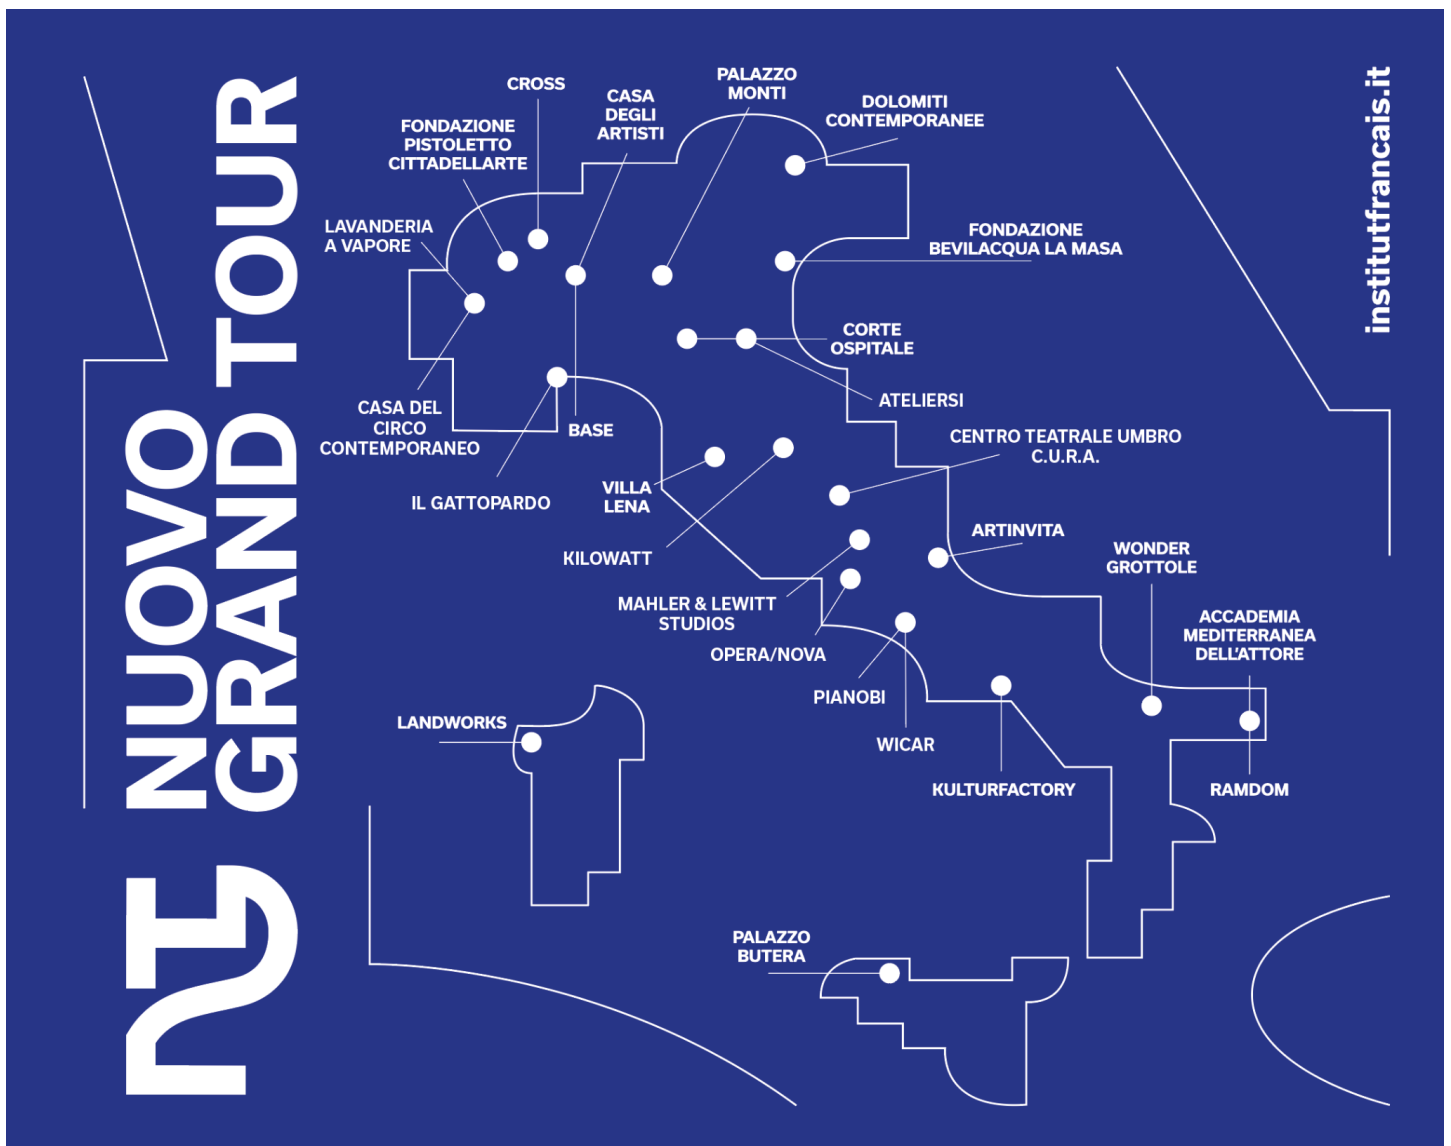 NUOVO
GRAND TOUR
institutfrancais.it
CROSS
PALAZZO
MONTI
CASA
DEGLI
ARTISTI
DOLOMITI
CONTEMPORANEE
FONDAZIONE
PISTOLETTO
CITTADELLARTE
LAVANDERIA
A VAPORE
FONDAZIONE
BEVILACQUA LA MASA
CORTE
OSPITALE
ATELIERSI
CASA DEL
CIRCO
CONTEMPORANEO
BASE
CENTRO TEATRALE UMBRO
C.U.R.A.
IL GATTOPARDO
VILLA
LENA
KILOWATT
ARTINVITA
WONDER
GROTTOLE
MAHLER & LEWITT
STUDIOS
ACCADEMIA
MEDITERRANEA
DELL'ATTORE
OPERA/NOVA
PIANOBI
WICAR
LANDWORKS
KULTURFACTORY
RAMDOM
PALAZZO
BUTERA